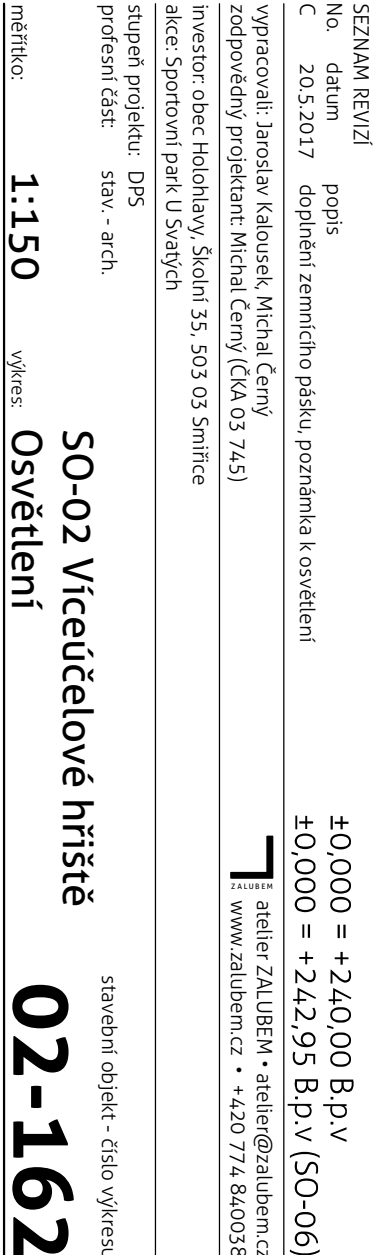 SEZNAM REVIZÍ
No. datum popis
C 20.5.2017 doplnění zemnícího pásku, poznámka k osvětlení
±0,000 = +240,00 B.p.v
±0,000 = +242,95 B.p.v (SO-06)
vypracovali: Jaroslav Kalousek, Michal Černý
zodpovědný projektant: Michal Černý (ČKA 03 745)
ZALUBEM
atelier ZALUBEM • atelier@zalubem.cz
www.zalubem.cz • +420 774 840038
investor: obec Holohlavy, Školní 35, 503 03 Smiřice
akce: Sportovní park U Svatých
stupeň projektu: DPS
profesní část: stav. - arch.
stavební objekt - číslo výkresu
SO-02 Víceúčelové hřiště
měřítko: 1:150 výkres: Osvětlení
02-162